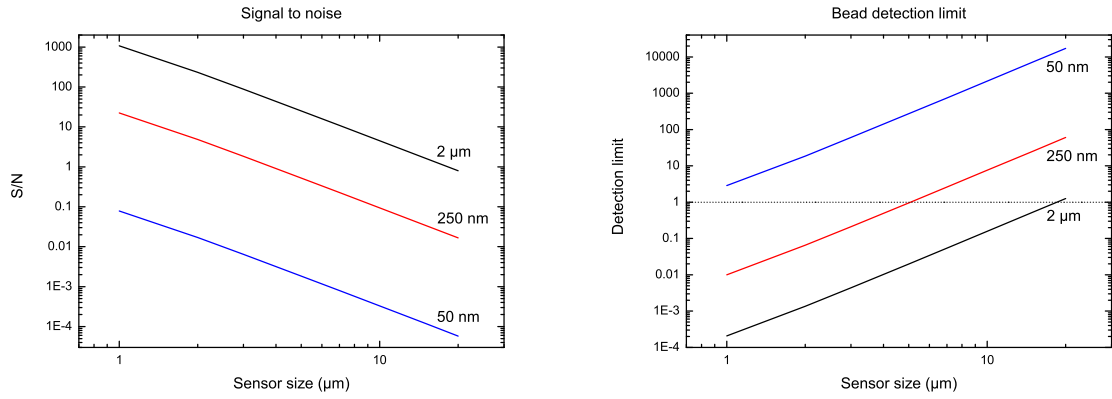 Signal to noise
1000
100
10
1
0.1
0.01
1E-3
1E-4
S/N
2 µm
250 nm
50 nm
1
10
Sensor size (µm)
Bead detection limit
10000
1000
100
10
1
0.1
0.01
1E-3
1E-4
Detection limit
50 nm
250 nm
2 µm
1
10
Sensor size (µm)